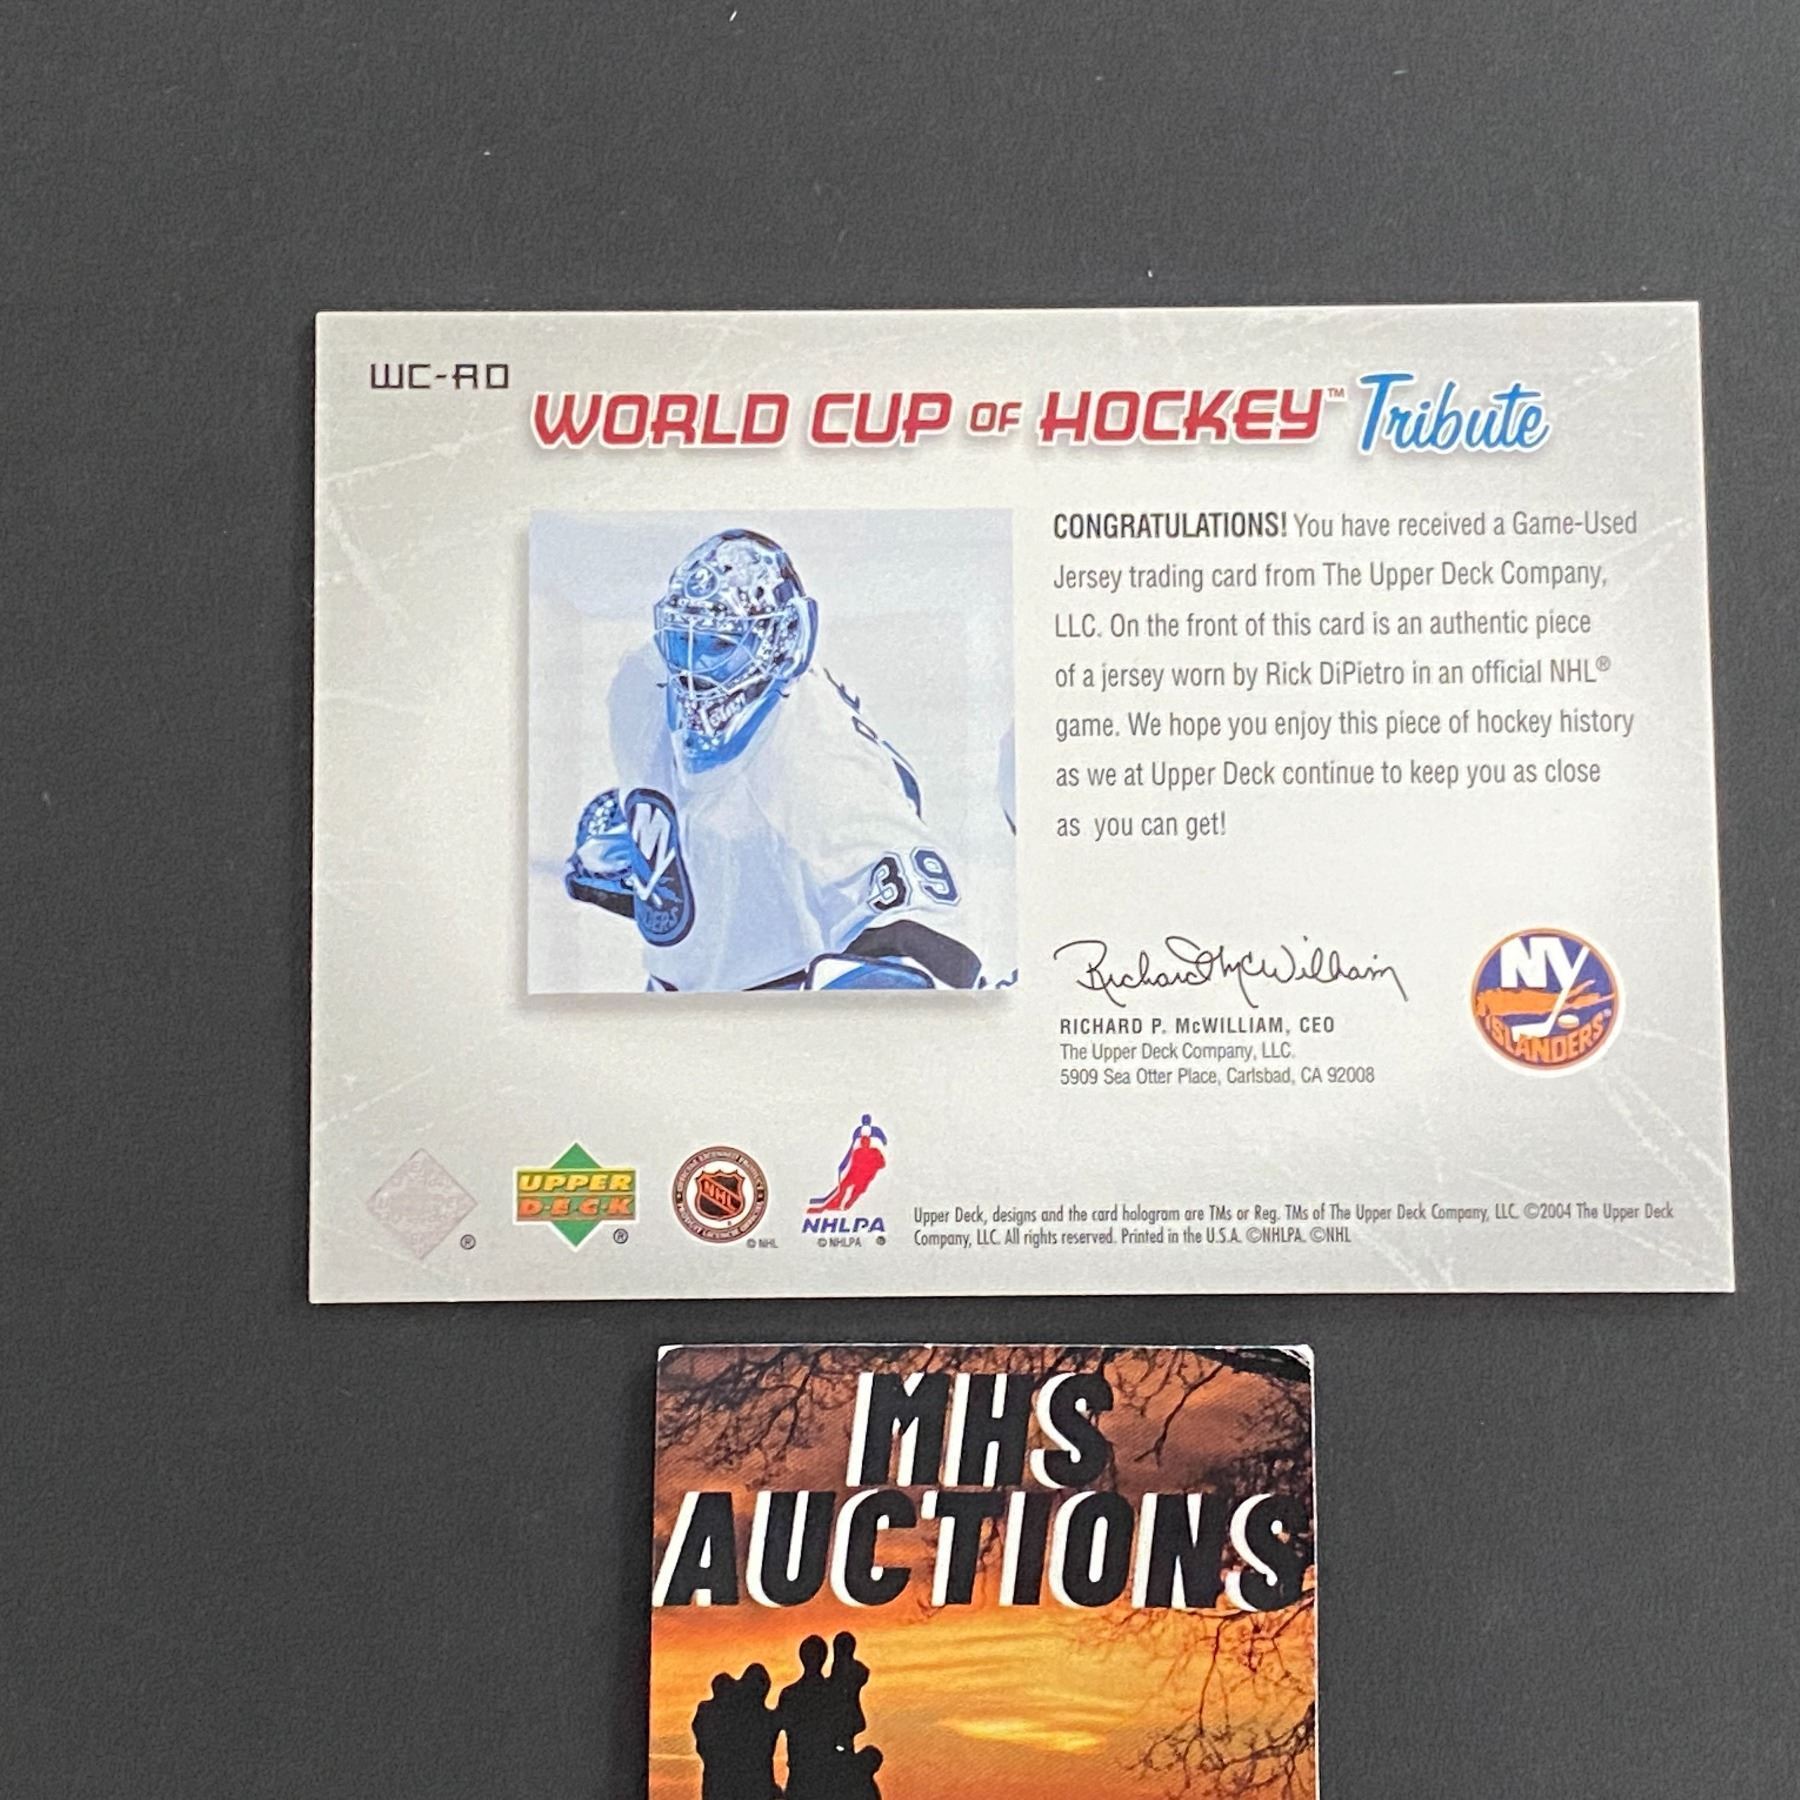 WC-RD
WORLD CUP OF HOCKEY™ Tribute
CONGRATULATIONS! You have received a Game-Used
Jersey trading card from The Upper Deck Company,
LLC. On the front of this card is an authentic piece
of a jersey worn by Rick DiPietro in an official NHL®
game. We hope you enjoy this piece of hockey history
as we at Upper Deck continue to keep you as close
as you can get!
39
Richard McWilliam
RICHARD P. McWILLIAM, CEO
The Upper Deck Company, LLC.
5909 Sea Otter Place, Carlsbad, CA 92008
NY
ISLANDERS
®
UPPER
DECK
®
NHL
© NHL
NHLPA
© NHLPA ®
Upper Deck, designs and the card hologram are TMs or Reg. TMs of The Upper Deck Company, LLC. ©2004 The Upper Deck
Company, LLC. All rights reserved. Printed in the U.S.A. ©NHLPA. ©NHL
MHS
AUCTIONS